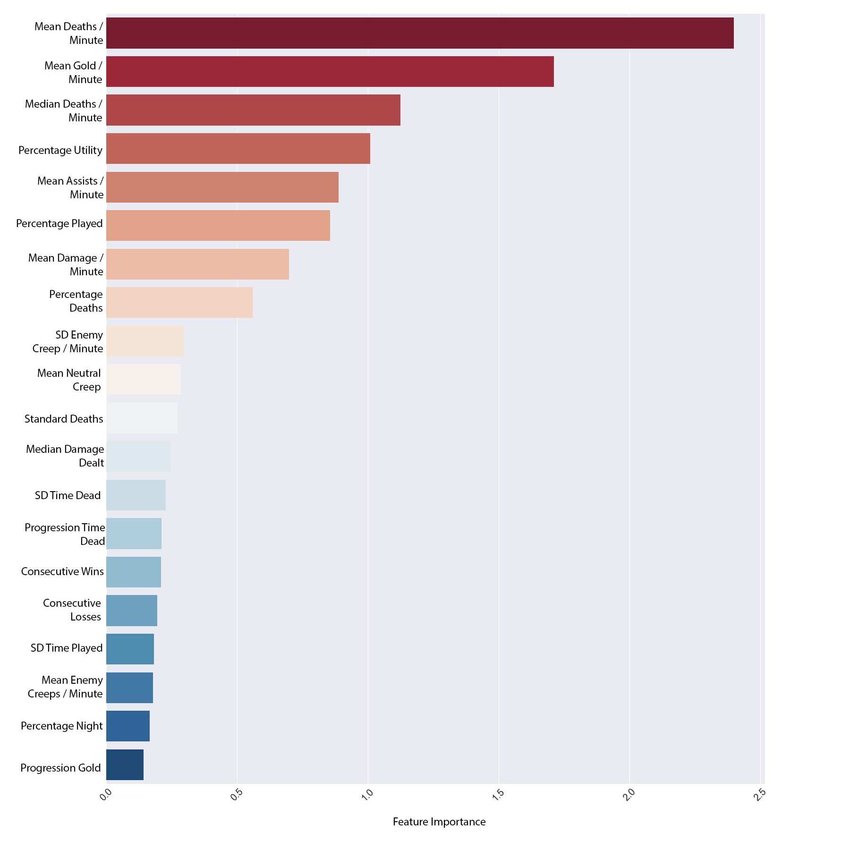 Mean Deaths /
Minute
Mean Gold /
Minute
Median Deaths /
Minute
Percentage Utility
Mean Assists /
Minute
Percentage Played
Mean Damage /
Minute
Percentage
Deaths
SD Enemy
Creep / Minute
Mean Neutral
Creep
Standard Deaths
Median Damage
Dealt
SD Time Dead
Progression Time
Dead
Consecutive Wins
Consecutive
Losses
SD Time Played
Mean Enemy
Creeps / Minute
Percentage Night
Progression Gold
0.0 0.5 1.0 1.5 2.0 2.5
Feature Importance